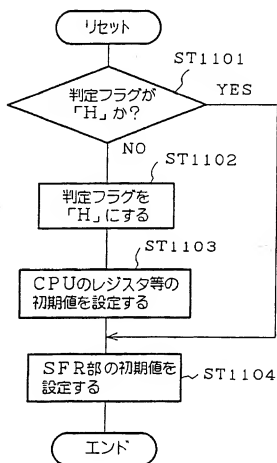 リセット
ST1101
判定フラグが
「H」か?
YES
NO
ST1102
判定フラグを
「H」にする
ST1103
CPUのレジスタ等の
初期値を設定する
SFR部の初期値を
設定する
ST1104
エンド